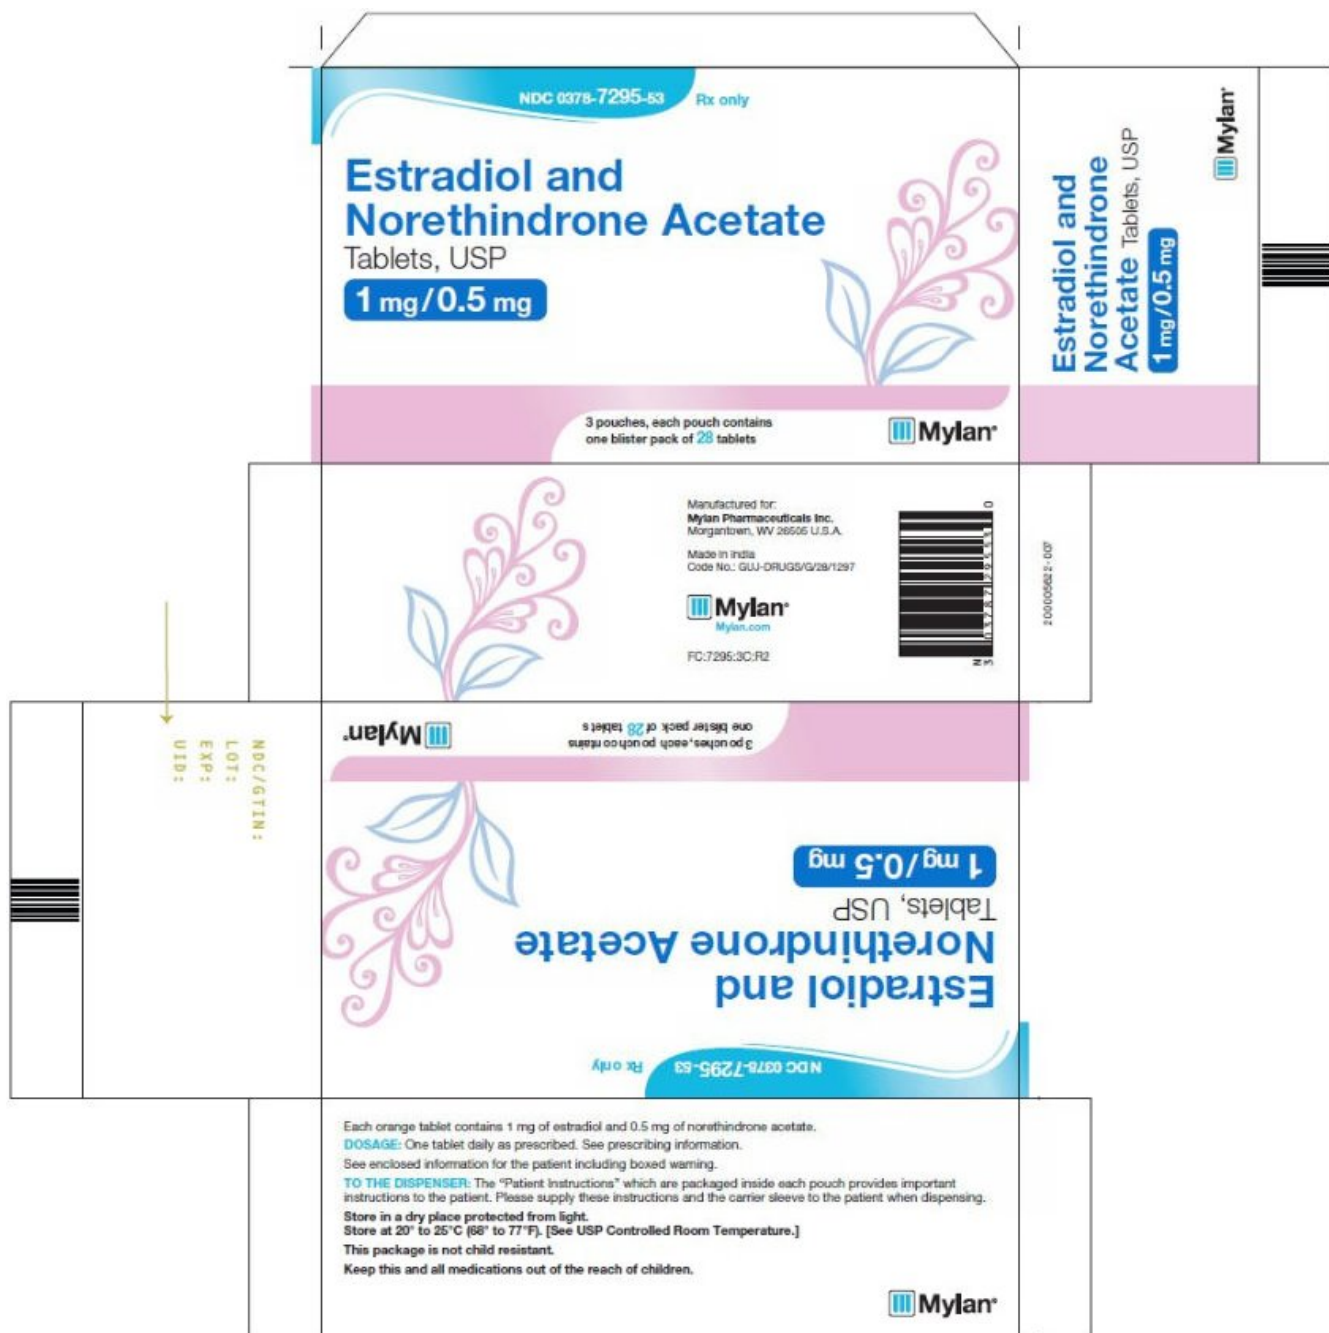 NDC 0378-7295-53 Rx only
Estradiol and
Norethindrone Acetate
Tablets, USP
1 mg/0.5 mg
3 pouches, each pouch contains
one blister pack of 28 tablets
Mylan®
Estradiol and
Norethindrone
Acetate Tablets, USP
1 mg/0.5 mg
Mylan®
Manufactured for:
Mylan Pharmaceuticals Inc.
Morgantown, WV 26505 U.S.A.
Made in India
Code No.: GUJ-DRUGS/G/28/1297
Mylan®
Mylan.com
FC:7295:3C:R2
N
3 0378729553 0
200005622-007
NDC/GTIN:
LOT:
EXP:
UID:
NDC 0378-7295-53 Rx only
Estradiol and
Norethindrone Acetate
Tablets, USP
1 mg/0.5 mg
3 pouches, each pouch contains
one blister pack of 28 tablets
Mylan®
Each orange tablet contains 1 mg of estradiol and 0.5 mg of norethindrone acetate.
DOSAGE: One tablet daily as prescribed. See prescribing information.
See enclosed information for the patient including boxed warning.
TO THE DISPENSER: The “Patient Instructions” which are packaged inside each pouch provides important
instructions to the patient. Please supply these instructions and the carrier sleeve to the patient when dispensing.
Store in a dry place protected from light.
Store at 20° to 25°C (68° to 77°F). [See USP Controlled Room Temperature.]
This package is not child resistant.
Keep this and all medications out of the reach of children.
Mylan®